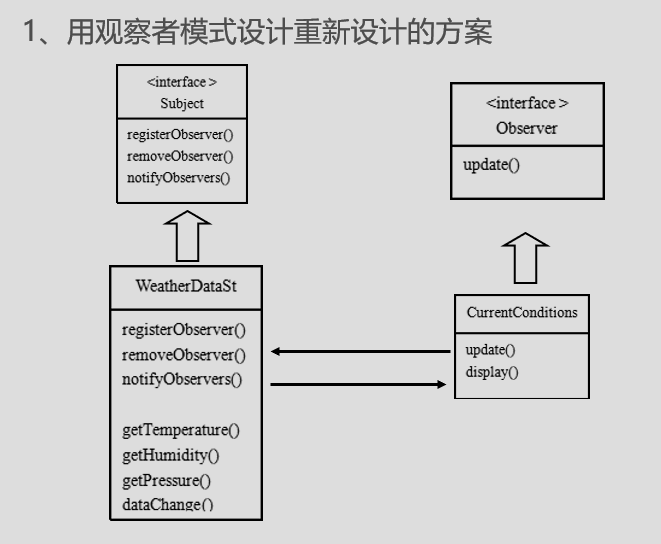 1、用观察者模式设计重新设计的方案
<interface >
Subject
registerObserver()
removeObserver()
notifyObservers()
<interface >
Observer
update()
WeatherDataSt
registerObserver()
removeObserver()
notifyObservers()
getTemperature()
getHumidity()
getPressure()
dataChange()
CurrentConditions
update()
display()